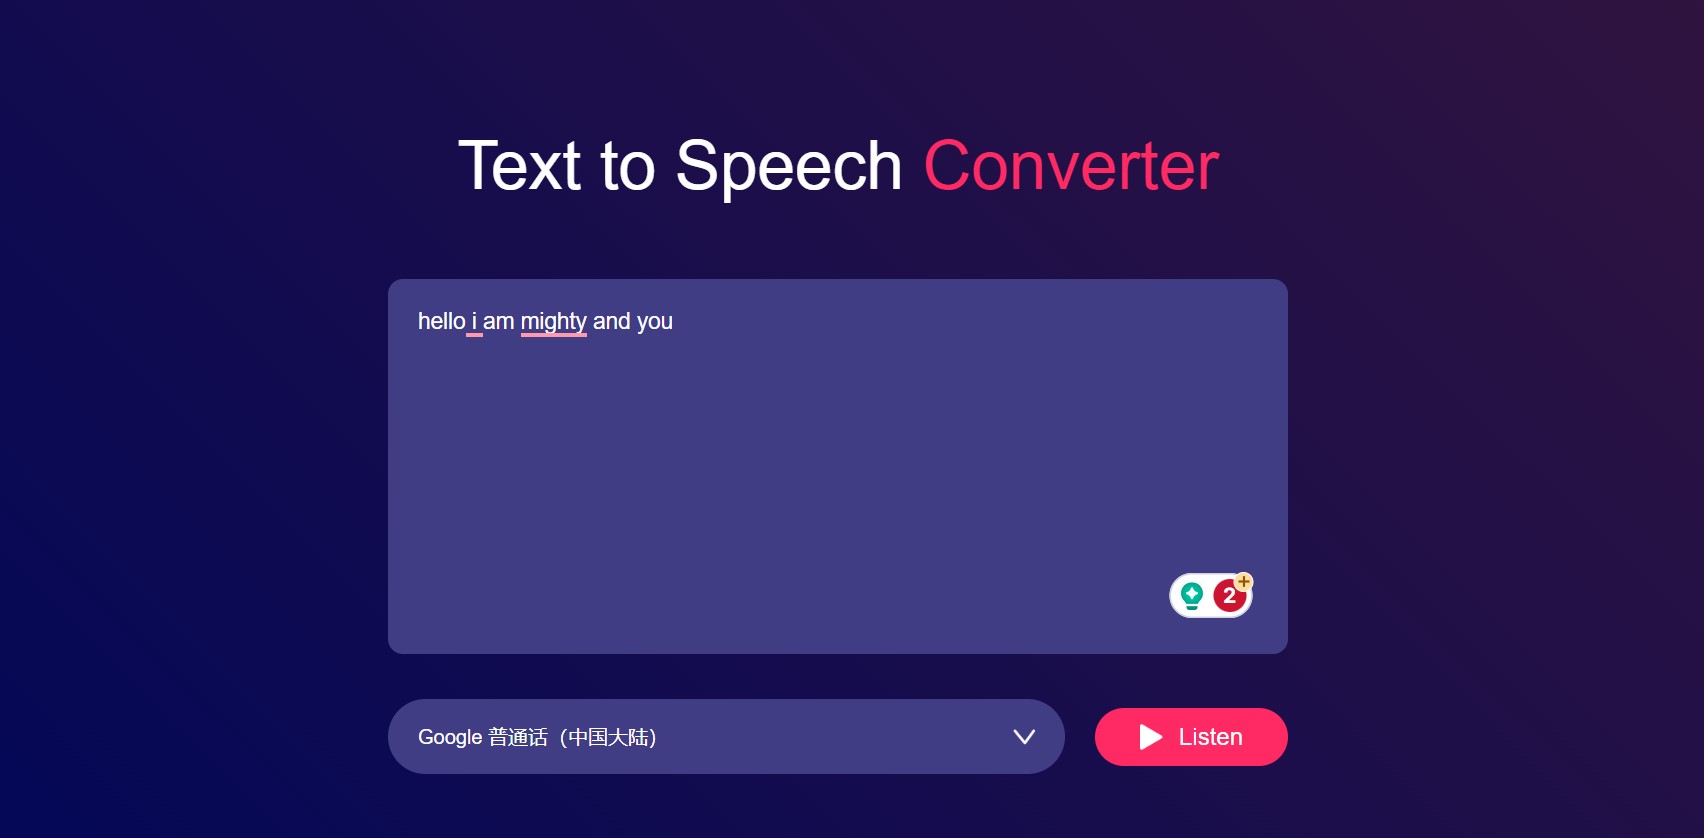 Text to Speech Converter
hello i am mighty and you
2
Google 普通话（中国大陆）
Listen